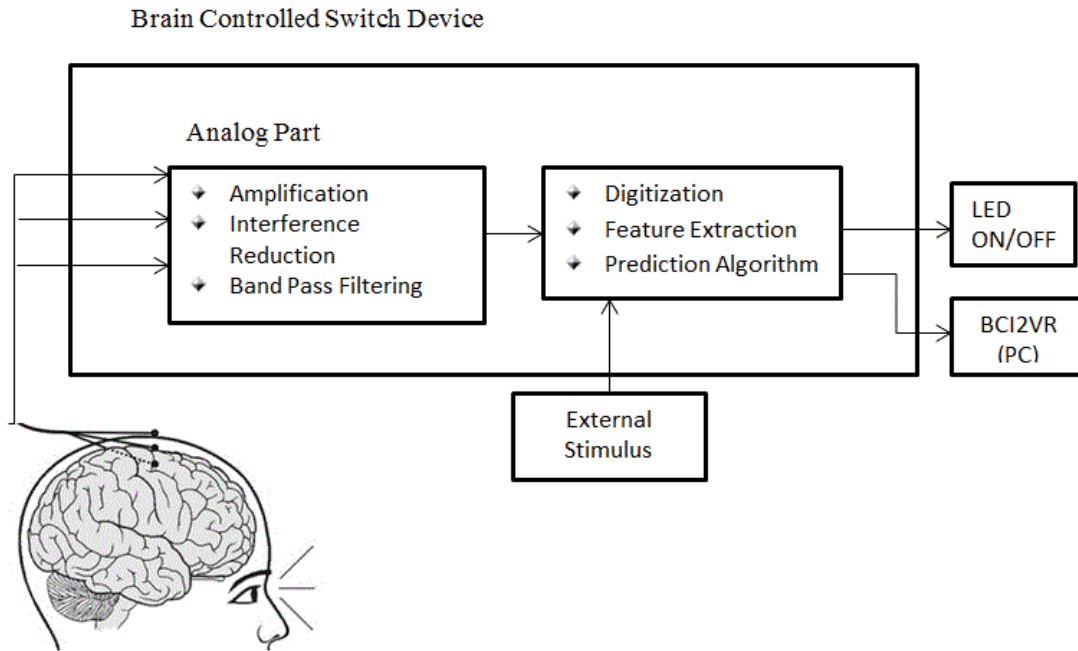 Brain Controlled Switch Device
Analog Part
Amplification
Interference
Reduction
Band Pass Filtering
Digitization
Feature Extraction
Prediction Algorithm
LED
ON/OFF
BCI2VR
(PC)
External
Stimulus